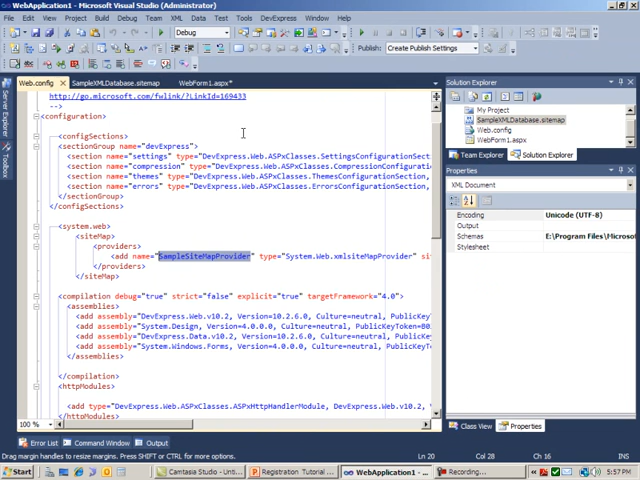 WebApplication1 - Microsoft Visual Studio (Administrator)
File Edit View Project Build Debug Team XML Data Test Tools DevExpress Window Help
Debug
Publish: Create Publish Settings
Web.config SampleXMLDatabase.sitemap WebForm1.aspx*
http://go.microsoft.com/fwlink/?LinkId=169433
-->
<configuration>
<configSections>
<sectionGroup name="devExpress">
<section name="settings" type="DevExpress.Web.ASPxClasses.SettingsConfigurationSect
<section name="compression" type="DevExpress.Web.ASPxClasses.CompressionConfigurati
<section name="themes" type="DevExpress.Web.ASPxClasses.ThemesConfigurationSection,
<section name="errors" type="DevExpress.Web.ASPxClasses.ErrorsConfigurationSection,
</sectionGroup>
</configSections>
<system.web>
<siteMap>
<providers>
<add name="SampleSiteMapProvider" type="System.Web.xmlsiteMapProvider" sit
</providers>
</siteMap>
<compilation debug="true" strict="false" explicit="true" targetFramework="4.0">
<assemblies>
<add assembly="DevExpress.Web.v10.2, Version=10.2.6.0, Culture=neutral, PublicKeyT
<add assembly="System.Design, Version=4.0.0.0, Culture=neutral, PublicKeyToken=B0
<add assembly="DevExpress.Data.v10.2, Version=10.2.6.0, Culture=neutral, PublicKey
<add assembly="System.Windows.Forms, Version=4.0.0.0, Culture=neutral, PublicKeyTo
</assemblies>
</compilation>
<httpModules>
<add type="DevExpress.Web.ASPxClasses.ASPxHttpHandlerModule, DevExpress.Web.v10.2,
</httpModules>
100 %
Server Explorer
Toolbox
Solution Explorer
My Project
SampleXMLDatabase.sitemap
Web.config
WebForm1.aspx
Team Explorer Solution Explorer
Properties
XML Document
Encoding Unicode (UTF-8)
Output
Schemas E:\Program Files\Microso
Stylesheet
Class View Properties
Error List Command Window Output
Drag margin handles to resize margins. Press SHIFT / CTRL / ALT for more.
Ln 20 Col 28 Ch 28 INS
Start Camtasia Studio - Unti... Registration Tutorial ... WebApplication1 - ... Recording... 5:57 PM